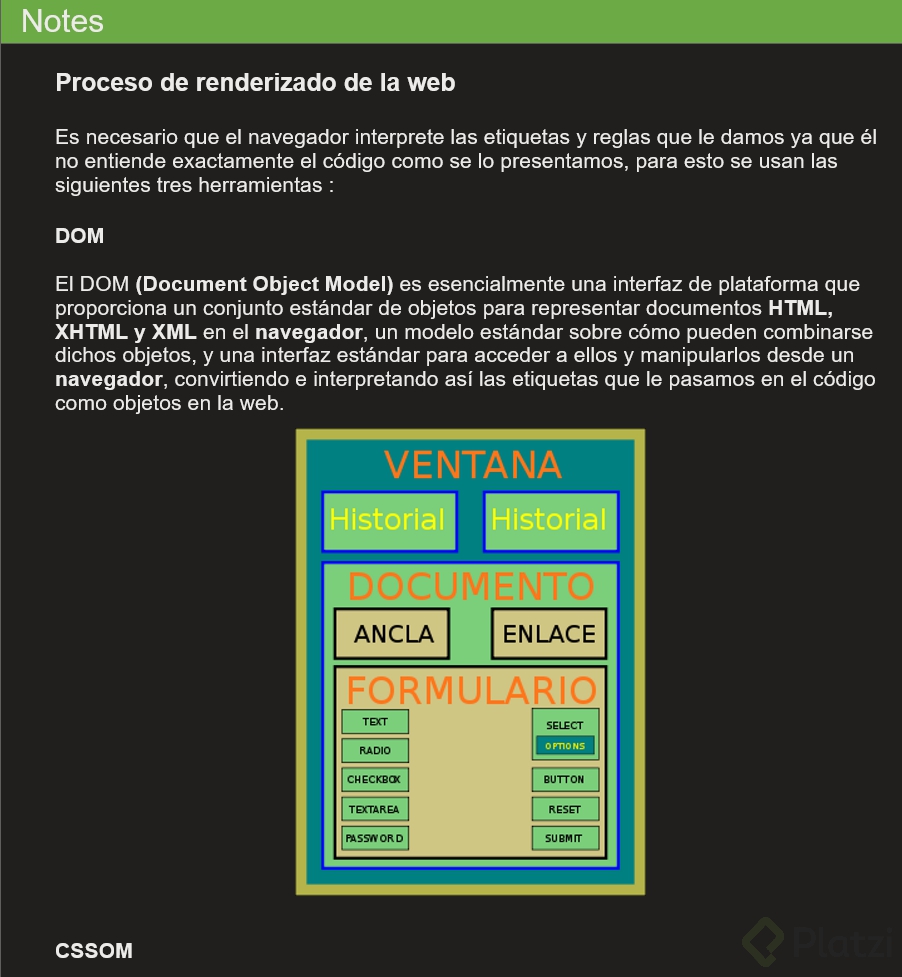 Notes
Proceso de renderizado de la web
Es necesario que el navegador interprete las etiquetas y reglas que le damos ya que él
no entiende exactamente el código como se lo presentamos, para esto se usan las
siguientes tres herramientas :
DOM
El DOM (Document Object Model) es esencialmente una interfaz de plataforma que
proporciona un conjunto estándar de objetos para representar documentos HTML,
XHTML y XML en el navegador, un modelo estándar sobre cómo pueden combinarse
dichos objetos, y una interfaz estándar para acceder a ellos y manipularlos desde un
navegador, convirtiendo e interpretando así las etiquetas que le pasamos en el código
como objetos en la web.
VENTANA
Historial Historial
DOCUMENTO
ANCLA ENLACE
FORMULARIO
TEXT SELECT
OPTIONS
RADIO
CHECKBOX BUTTON
TEXTAREA RESET
PASSWORD SUBMIT
CSSOM
Platzi